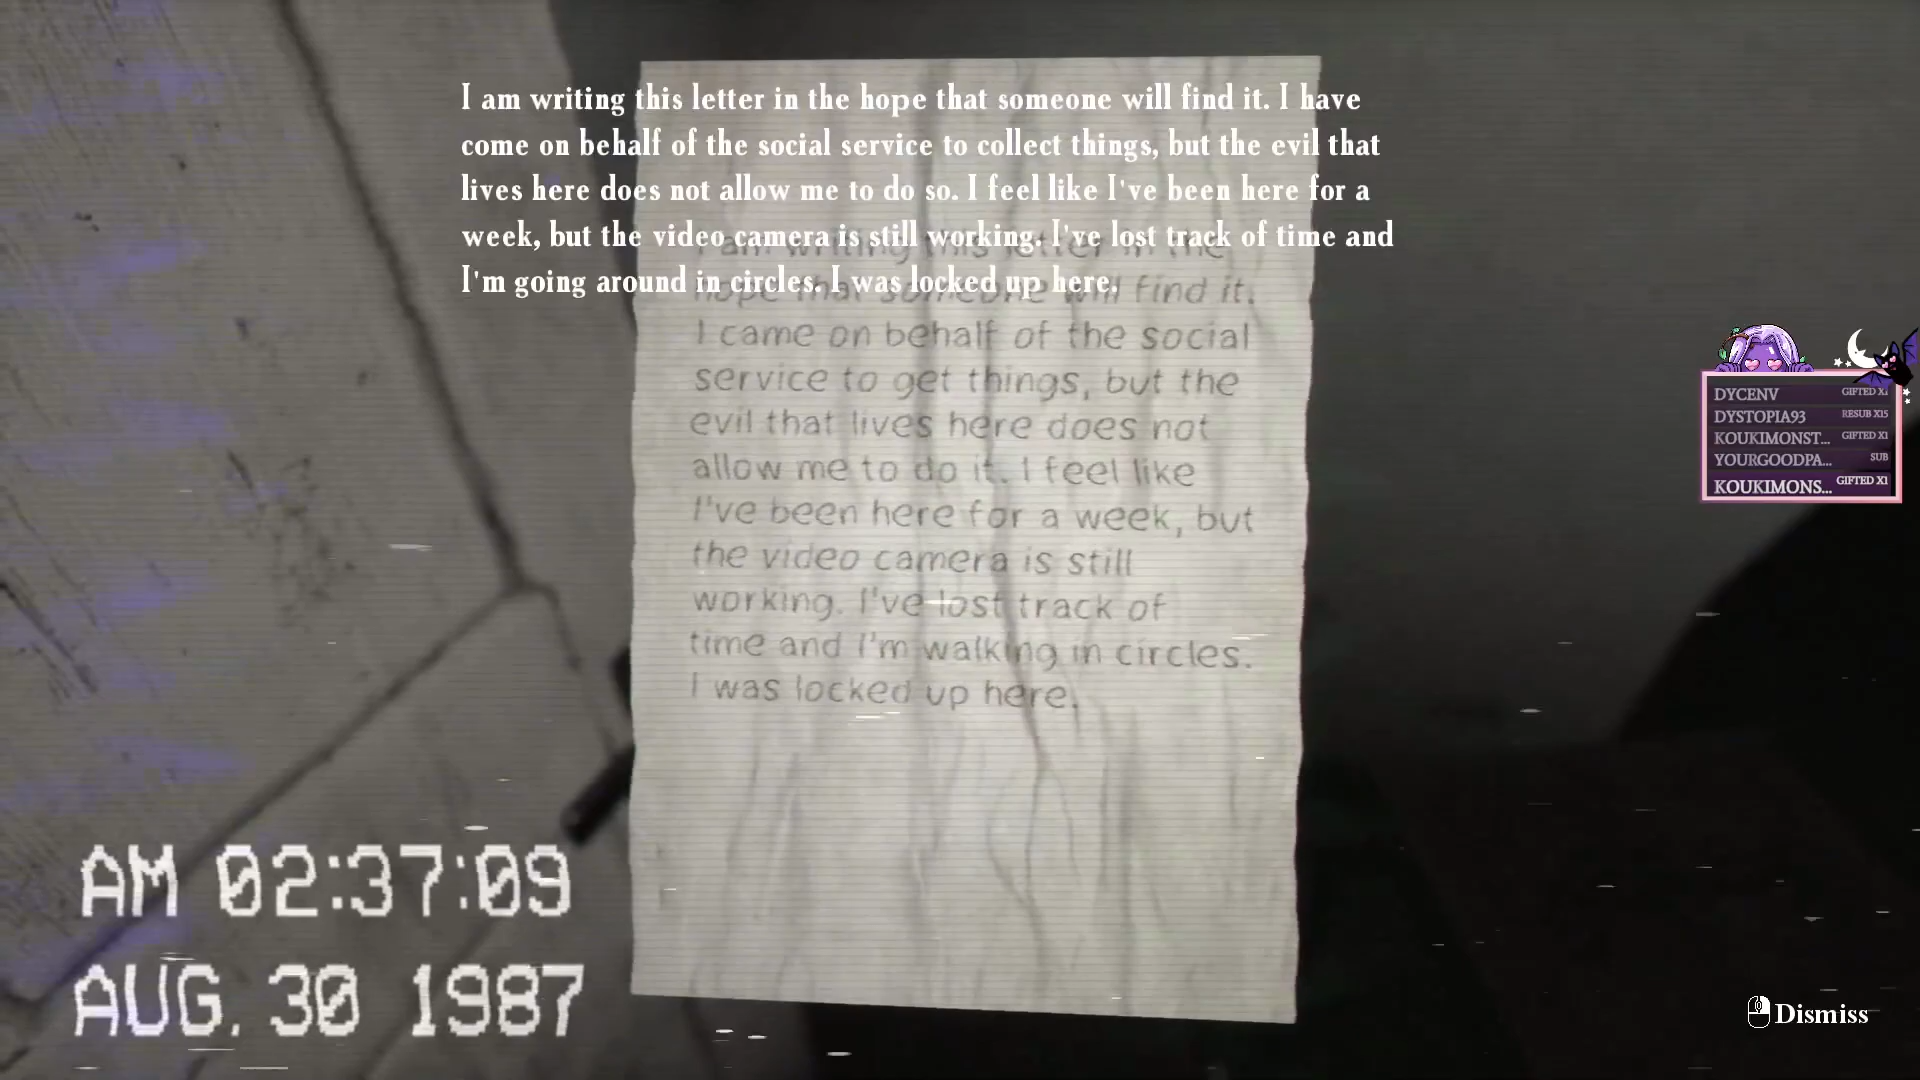 I am writing this letter in the hope that someone will find it. I have
come on behalf of the social service to collect things, but the evil that
lives here does not allow me to do so. I feel like I've been here for a
week, but the video camera is still working. I've lost track of time and
I'm going around in circles. I was locked up here.
I am writing this letter in the
hope that someone will find it.
I came on behalf of the social
service to get things, but the
evil that lives here does not
allow me to do it. I feel like
I've been here for a week, but
the video camera is still
working. I've lost track of
time and I'm walking in circles.
I was locked up here.
DYCENV GIFTED X1
DYSTOPIA93 RESUB X15
KOUKIMONST... GIFTED X1
YOURGOODPA... SUB
KOUKIMONS... GIFTED X1
AM 02:37:09
AUG. 30 1987
Dismiss